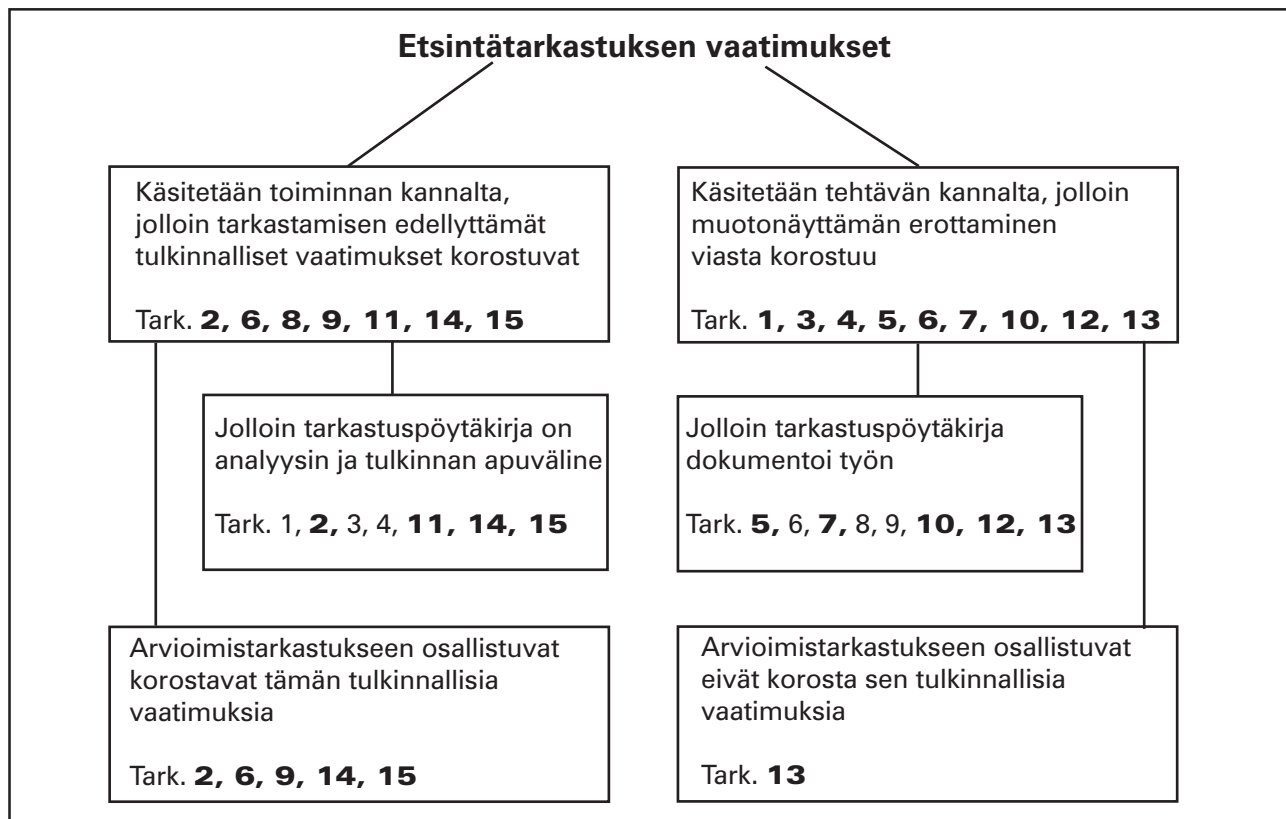 Etsintätarkastuksen vaatimukset
Käsitetään toiminnan kannalta,
jolloin tarkastamisen edellyttämät
tulkinnalliset vaatimukset korostuvat
Tark. 2, 6, 8, 9, 11, 14, 15
Käsitetään tehtävän kannalta, jolloin
muotonäyttämän erottaminen
viasta korostuu
Tark. 1, 3, 4, 5, 6, 7, 10, 12, 13
Jolloin tarkastuspöytäkirja on
analyysin ja tulkinnan apuväline
Tark. 1, 2, 3, 4, 11, 14, 15
Jolloin tarkastuspöytäkirja
dokumentoi työn
Tark. 5, 6, 7, 8, 9, 10, 12, 13
Arvioimistarkastukseen osallistuvat
korostavat tämän tulkinnallisia
vaatimuksia
Tark. 2, 6, 9, 14, 15
Arvioimistarkastukseen osallistuvat
eivät korosta sen tulkinnallisia
vaatimuksia
Tark. 13